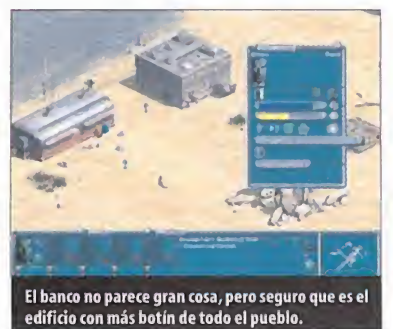 El banco no parece gran cosa, pero seguro que es el
edificio con más botín de todo el pueblo.